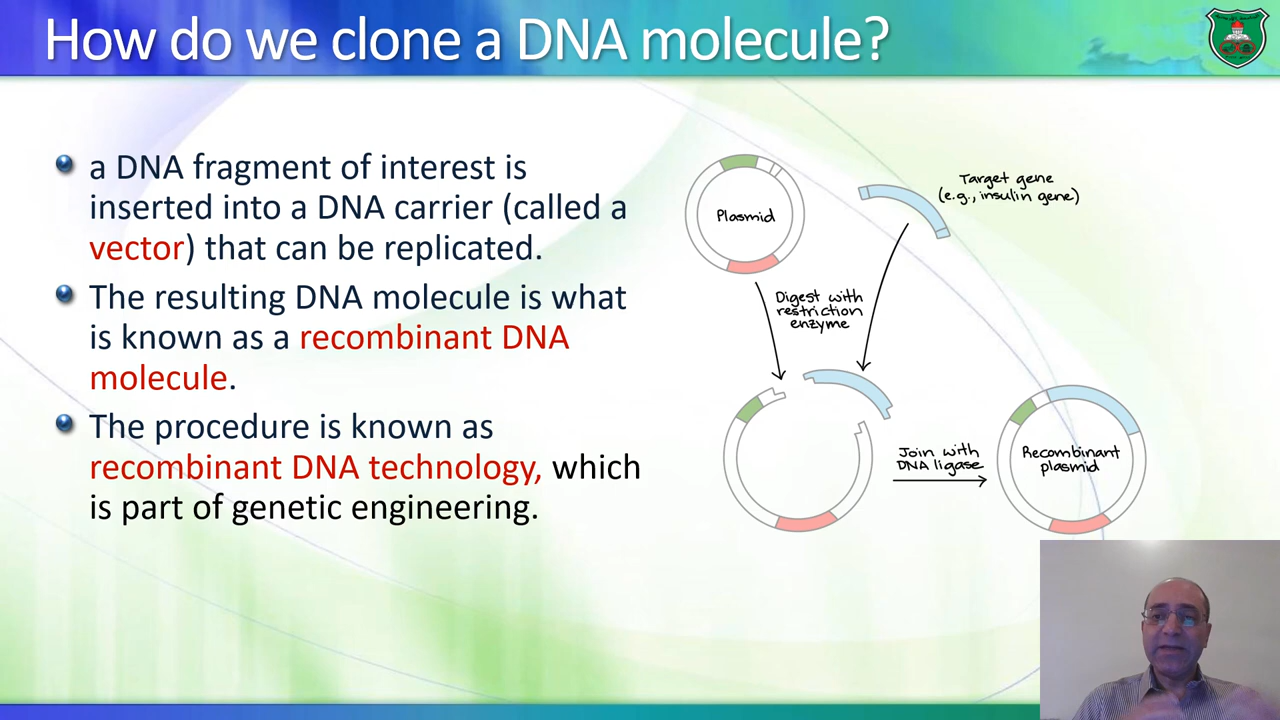 How do we clone a DNA molecule?
a DNA fragment of interest is
inserted into a DNA carrier (called a
vector) that can be replicated.
The resulting DNA molecule is what
is known as a recombinant DNA
molecule.
The procedure is known as
recombinant DNA technology, which
is part of genetic engineering.
Plasmid
Target gene
(e.g., insulin gene)
Digest with
restriction
enzyme
Join with
DNA ligase
Recombinant
plasmid